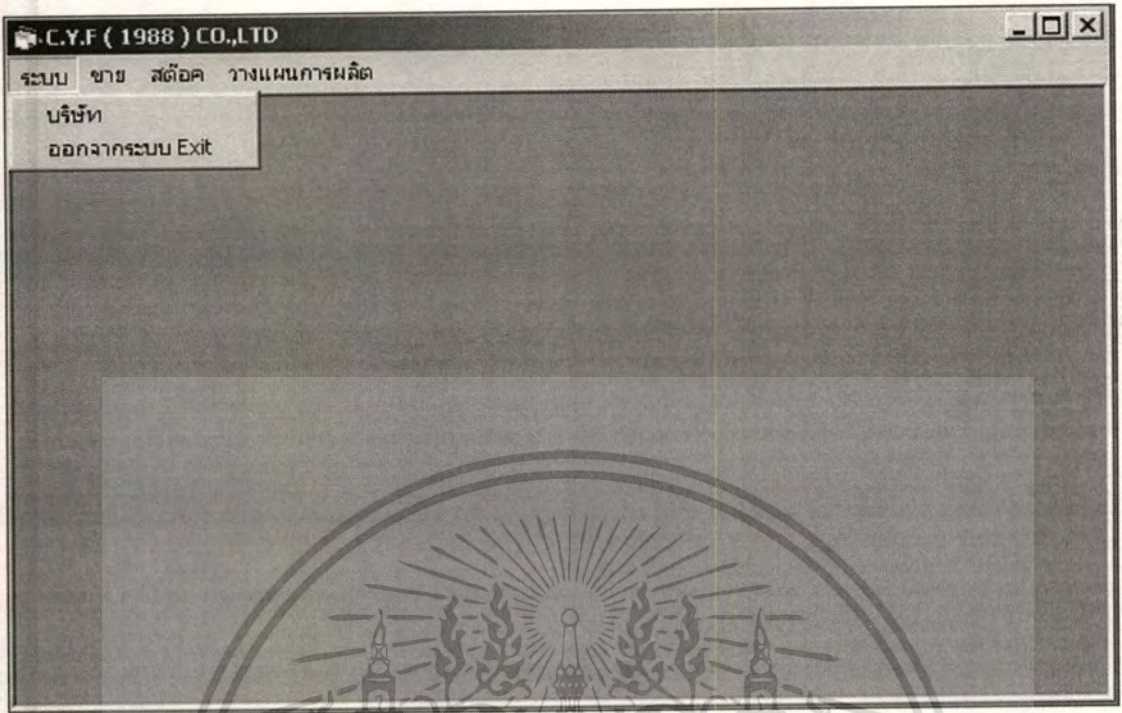 C.Y.F ( 1988 ) CO.,LTD
ระบบ ขาย สต๊อค วางแผนการผลิต
บริษัท
ออกจากระบบ Exit